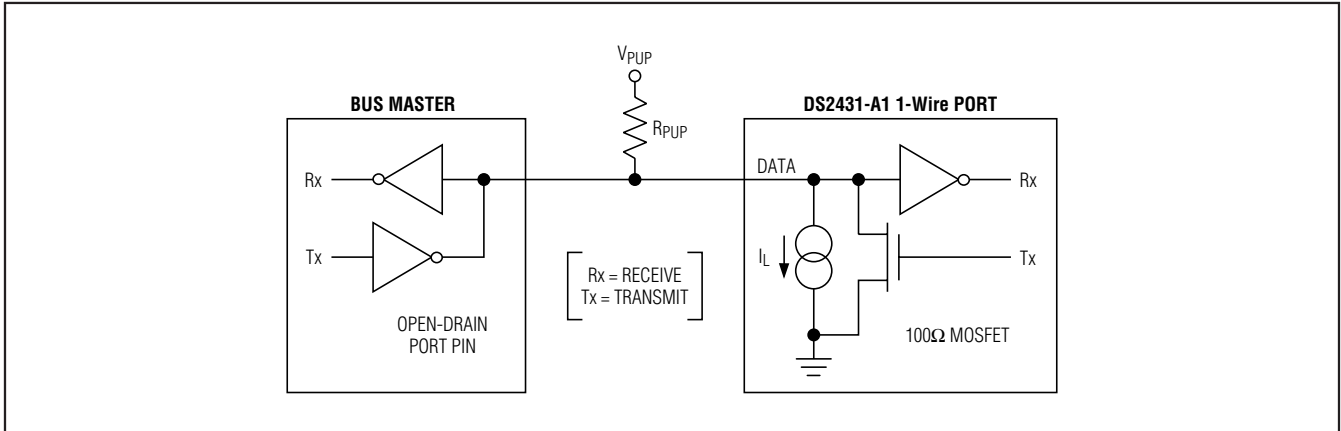 VPUP
BUS MASTER
DS2431-A1 1-Wire PORT
RPUP
DATA
Rx
Rx
Tx
IL
Tx
Rx = RECEIVE
Tx = TRANSMIT
OPEN-DRAIN
PORT PIN
100Ω MOSFET